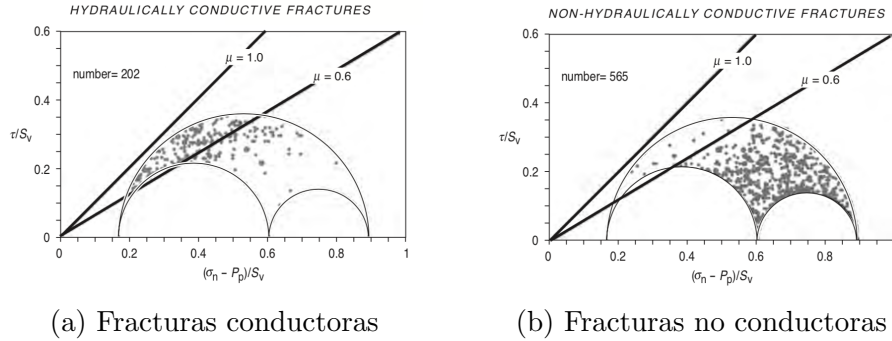 HYDRAULICALLY CONDUCTIVE FRACTURES
0.6
0.4
τ/Sv
0.2
0
number= 202
μ = 1.0
μ = 0.6
0 0.2 0.4 0.6 0.8 1
(σn – Pp)/Sv
(a) Fracturas conductoras
NON-HYDRAULICALLY CONDUCTIVE FRACTURES
0.6
0.4
τ/Sv
0.2
0
number= 565
μ = 1.0
μ = 0.6
0 0.2 0.4 0.6 0.8
(σn – Pp)/Sv
(b) Fracturas no conductoras